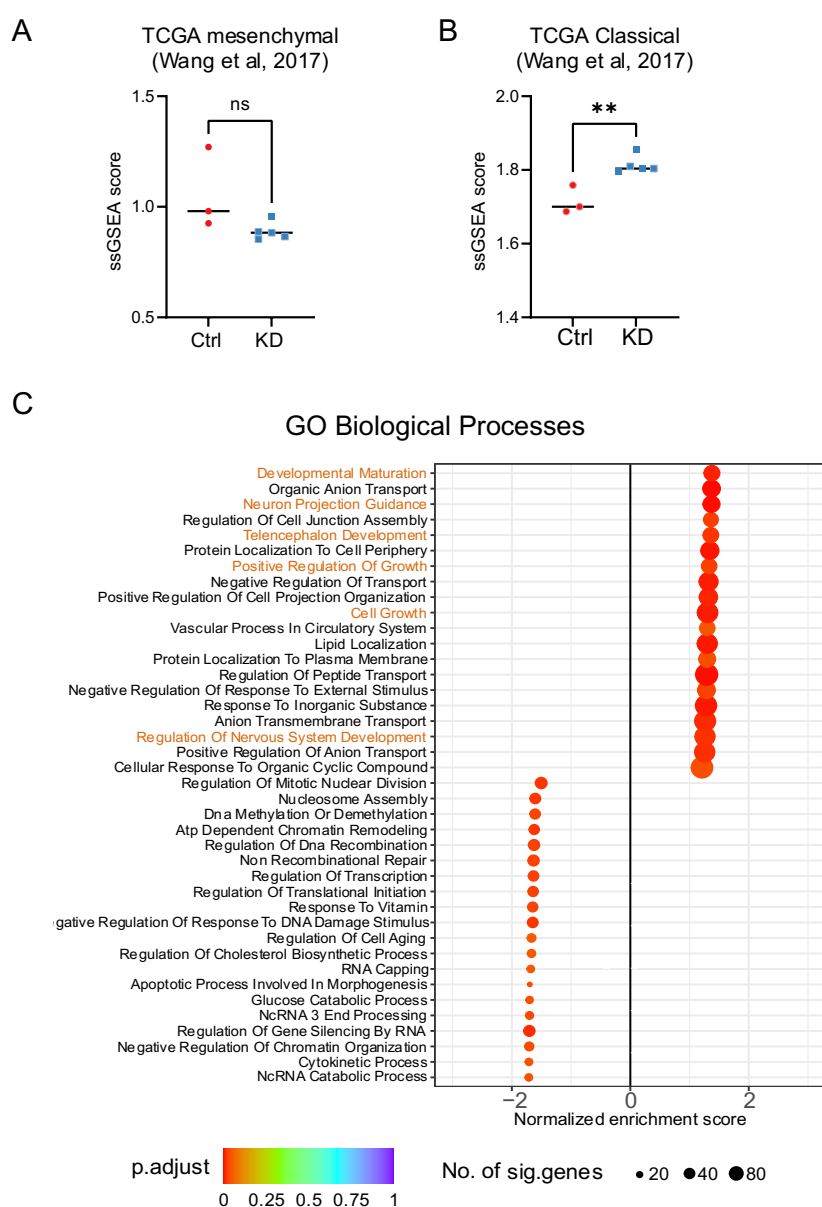 A
TCGA mesenchymal
(Wang et al, 2017)
ns
1.5
1.0
0.5
ssGSEA score
Ctrl
KD
B
TCGA Classical
(Wang et al, 2017)
**
2.0
1.8
1.6
1.4
ssGSEA score
Ctrl
KD
C
GO Biological Processes
Developmental Maturation
Organic Anion Transport
Neuron Projection Guidance
Regulation Of Cell Junction Assembly
Telencephalon Development
Protein Localization To Cell Periphery
Positive Regulation Of Growth
Negative Regulation Of Transport
Positive Regulation Of Cell Projection Organization
Cell Growth
Vascular Process In Circulatory System
Lipid Localization
Protein Localization To Plasma Membrane
Regulation Of Peptide Transport
Negative Regulation Of Response To External Stimulus
Response To Inorganic Substance
Anion Transmembrane Transport
Regulation Of Nervous System Development
Positive Regulation Of Anion Transport
Cellular Response To Organic Cyclic Compound
Regulation Of Mitotic Nuclear Division
Nucleosome Assembly
Dna Methylation Or Demethylation
Atp Dependent Chromatin Remodeling
Regulation Of Dna Recombination
Non Recombinational Repair
Regulation Of Transcription
Regulation Of Translational Initiation
Response To Vitamin
egative Regulation Of Response To DNA Damage Stimulus
Regulation Of Cell Aging
Regulation Of Cholesterol Biosynthetic Process
RNA Capping
Apoptotic Process Involved In Morphogenesis
Glucose Catabolic Process
NcRNA 3 End Processing
Regulation Of Gene Silencing By RNA
Negative Regulation Of Chromatin Organization
Cytokinetic Process
NcRNA Catabolic Process
−2 0 2
Normalized enrichment score
p.adjust
0 0.25 0.5 0.75 1
No. of sig.genes
20 40 80